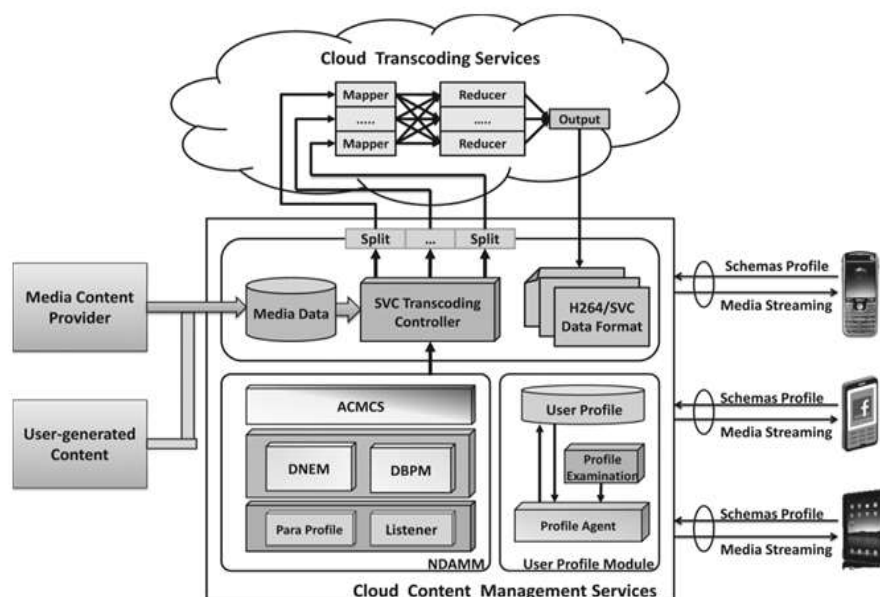 Cloud Transcoding Services
Mapper
Reducer
.....
.....
Output
Mapper
Reducer
Split
...
Split
Media Content
Provider
Media Data
SVC Transcoding
Controller
H264/SVC
Data Format
Schemas Profile
Media Streaming
User-generated
Content
ACMCS
DNEM
DBPM
Para Profile
Listener
NDAMM
User Profile
Profile
Examination
Profile Agent
User Profile Module
Schemas Profile
Media Streaming
f
Schemas Profile
Media Streaming
Cloud Content Management Services